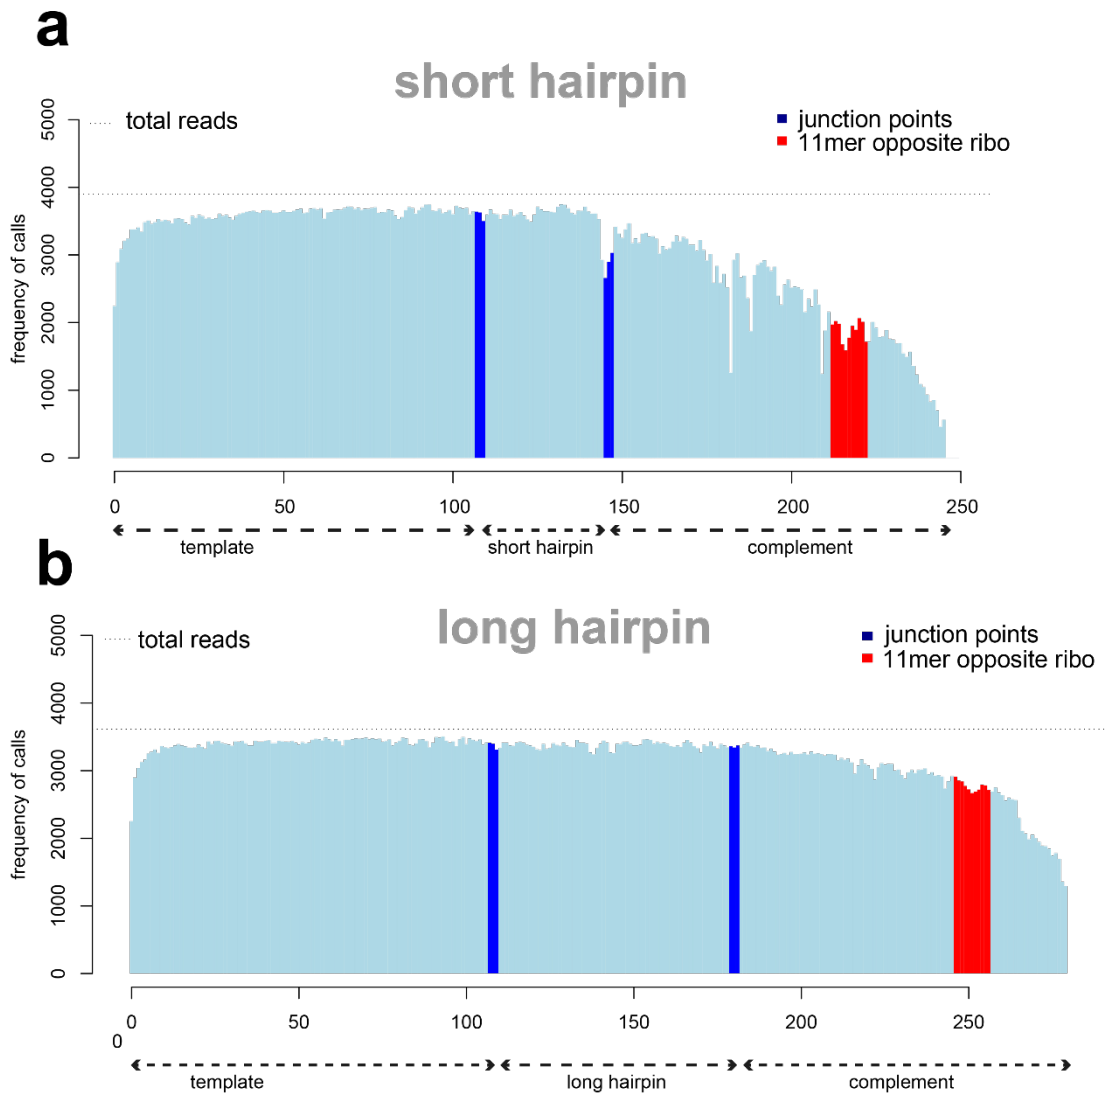 a
short hairpin
total reads
junction points
11mer opposite ribo
frequency of calls
5000
4000
3000
2000
1000
0
0 50 100 150 200 250
template short hairpin complement
b
long hairpin
total reads
junction points
11mer opposite ribo
frequency of calls
5000
4000
3000
2000
1000
0
0 50 100 150 200 250
0
template long hairpin complement